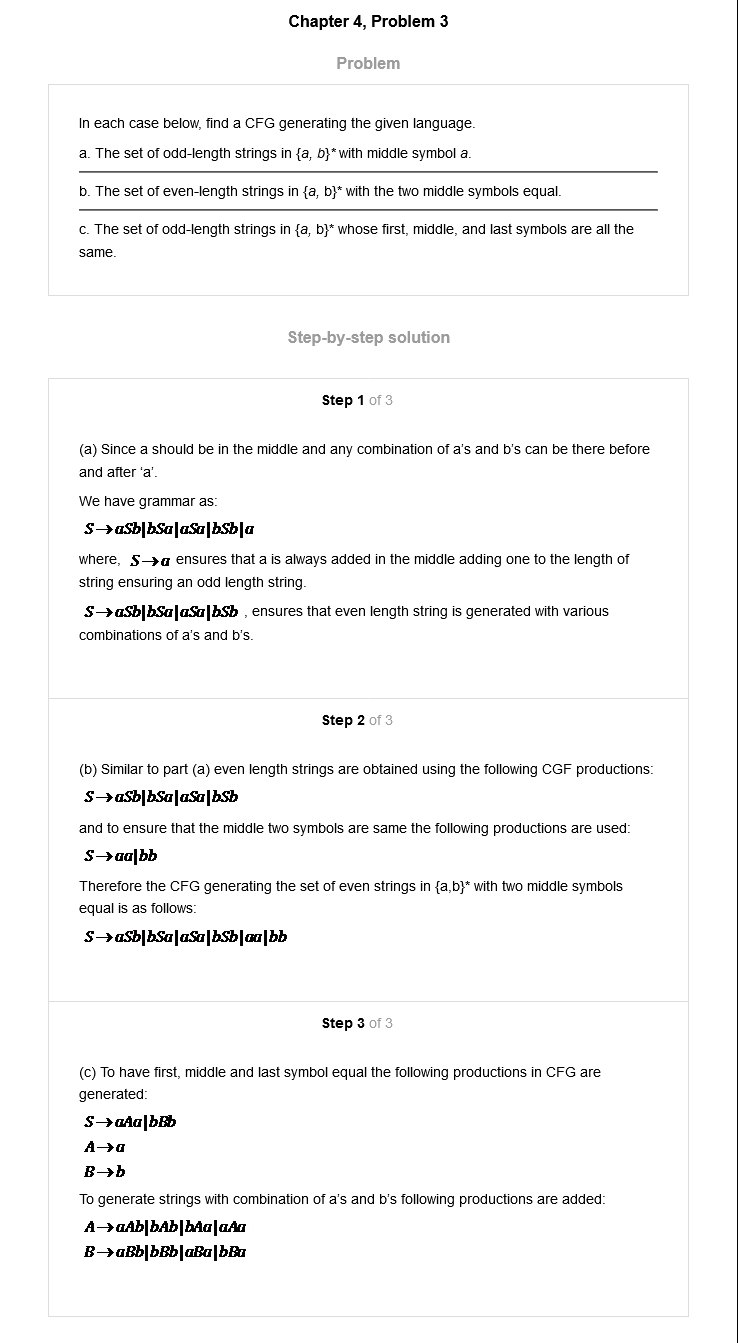 Chapter 4, Problem 3
Problem
In each case below, find a CFG generating the given language.
a. The set of odd-length strings in {a, b}* with middle symbol a.
b. The set of even-length strings in {a, b}* with the two middle symbols equal.
c. The set of odd-length strings in {a, b}* whose first, middle, and last symbols are all the
same.
Step-by-step solution
Step 1 of 3
(a) Since a should be in the middle and any combination of a's and b's can be there before
and after 'a'.
We have grammar as:
S→aSb|bSa|aSa|bSb|a
where, S→a ensures that a is always added in the middle adding one to the length of
string ensuring an odd length string.
S→aSb|bSa|aSa|bSb , ensures that even length string is generated with various
combinations of a's and b's.
Step 2 of 3
(b) Similar to part (a) even length strings are obtained using the following CGF productions:
S→aSb|bSa|aSa|bSb
and to ensure that the middle two symbols are same the following productions are used:
S→aa|bb
Therefore the CFG generating the set of even strings in {a,b}* with two middle symbols
equal is as follows:
S→aSb|bSa|aSa|bSb|aa|bb
Step 3 of 3
(c) To have first, middle and last symbol equal the following productions in CFG are
generated:
S→aAa|bBb
A→a
B→b
To generate strings with combination of a's and b's following productions are added:
A→aAb|bAb|bAa|aAa
B→aBb|bBb|aBa|bBa